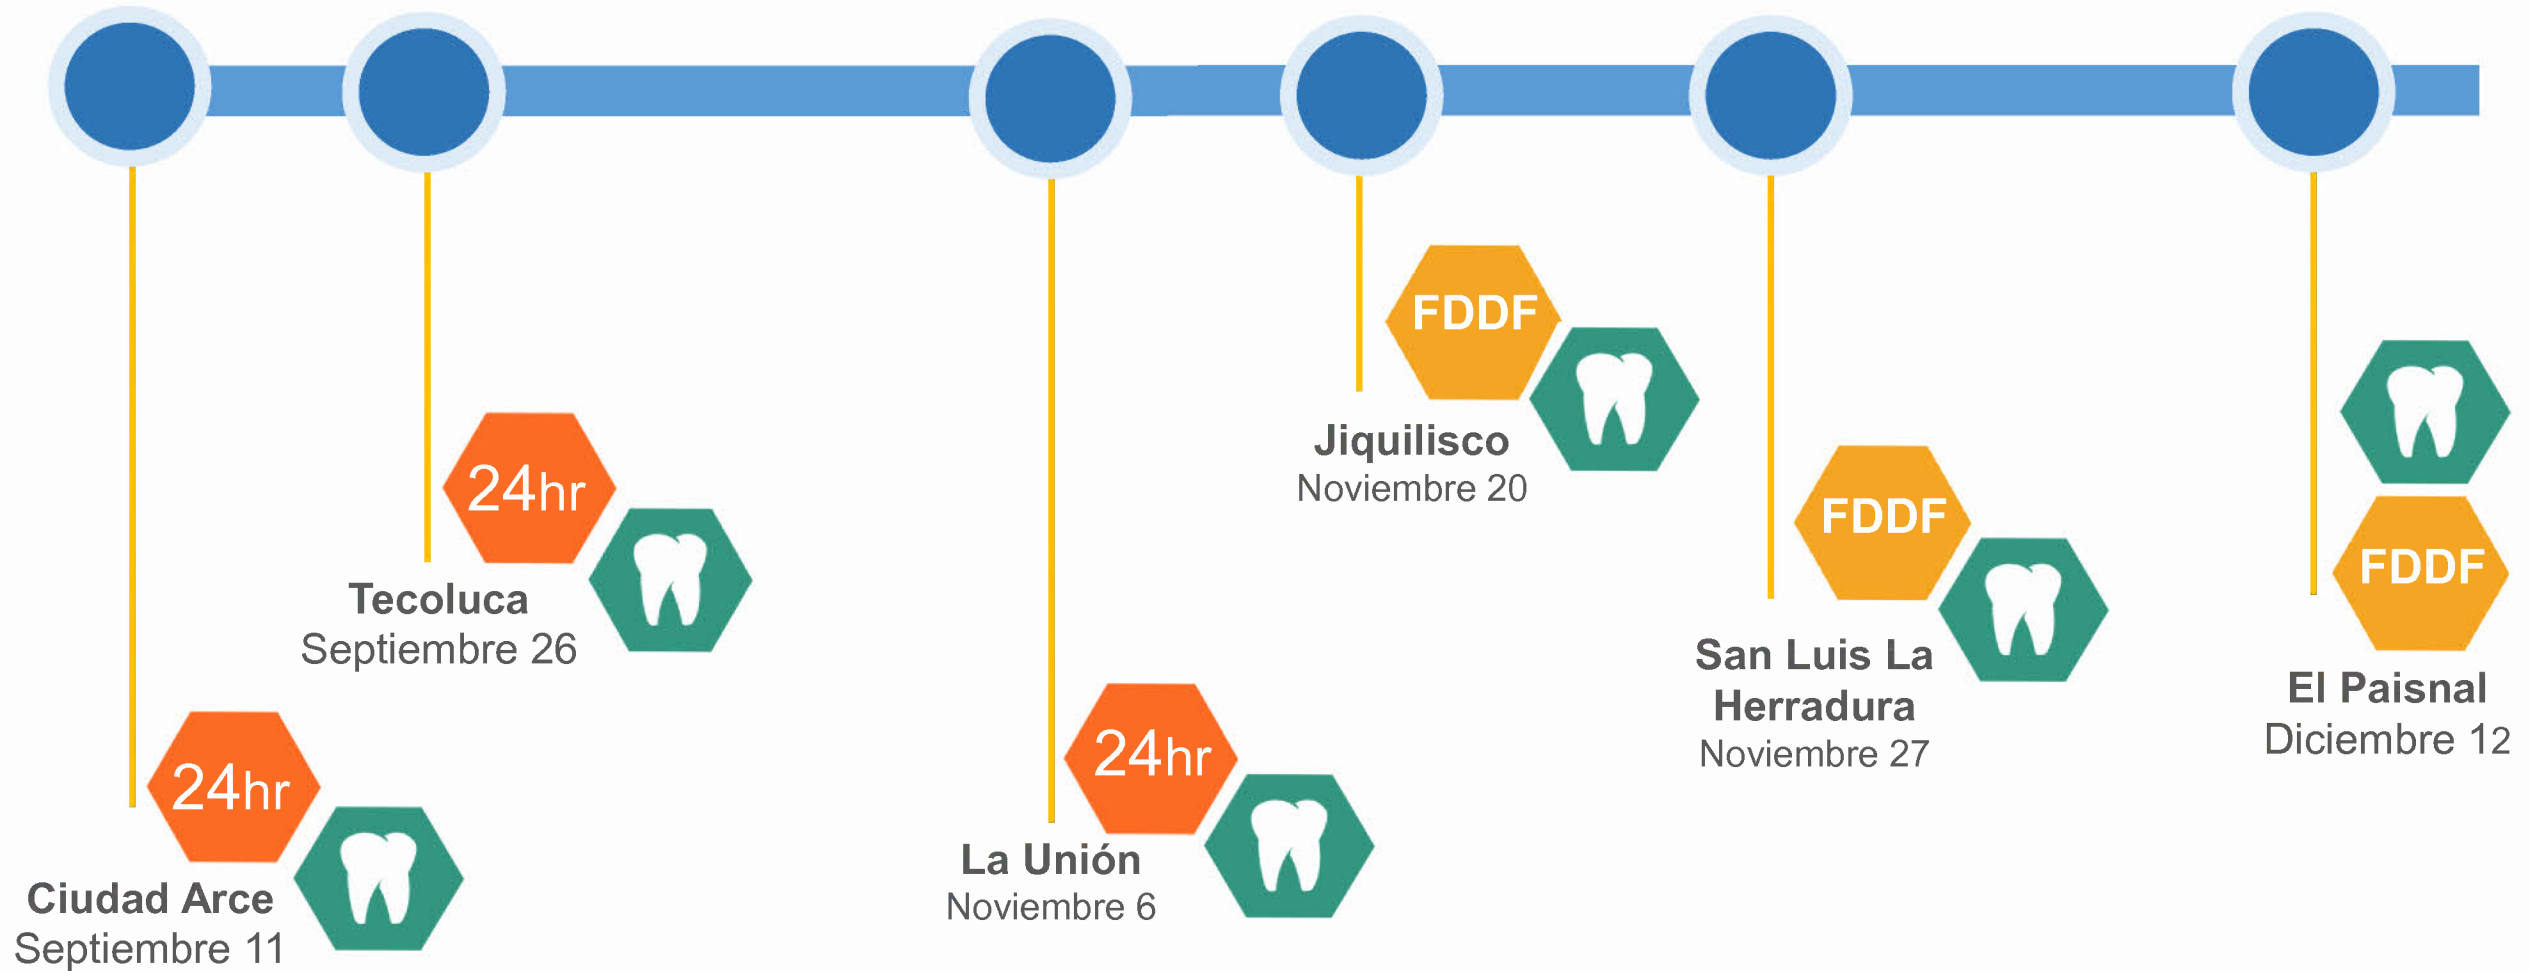 24hr
Ciudad Arce
Septiembre 11
24hr
Tecoluca
Septiembre 26
24hr
La Unión
Noviembre 6
FDDF
Jiquilisco
Noviembre 20
FDDF
San Luis La
Herradura
Noviembre 27
FDDF
El Paisnal
Diciembre 12